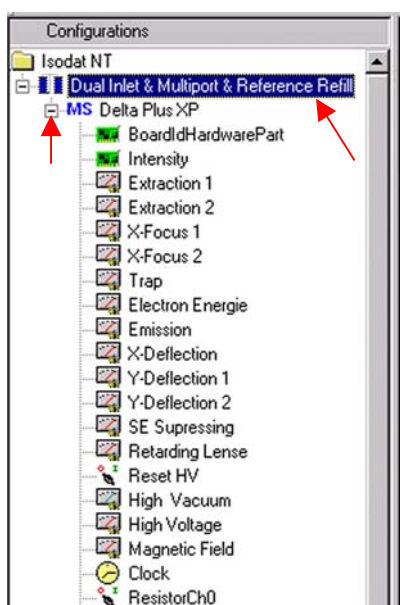 Configurations
Isodat NT
Dual Inlet & Multiport & Reference Refill
MS Delta Plus XP
BoardIdHardwarePart
Intensity
Extraction 1
Extraction 2
X-Focus 1
X-Focus 2
Trap
Electron Energie
Emission
X-Deflection
Y-Deflection 1
Y-Deflection 2
SE Supressing
Retarding Lense
Reset HV
High Vacuum
High Voltage
Magnetic Field
Clock
ResistorCh0